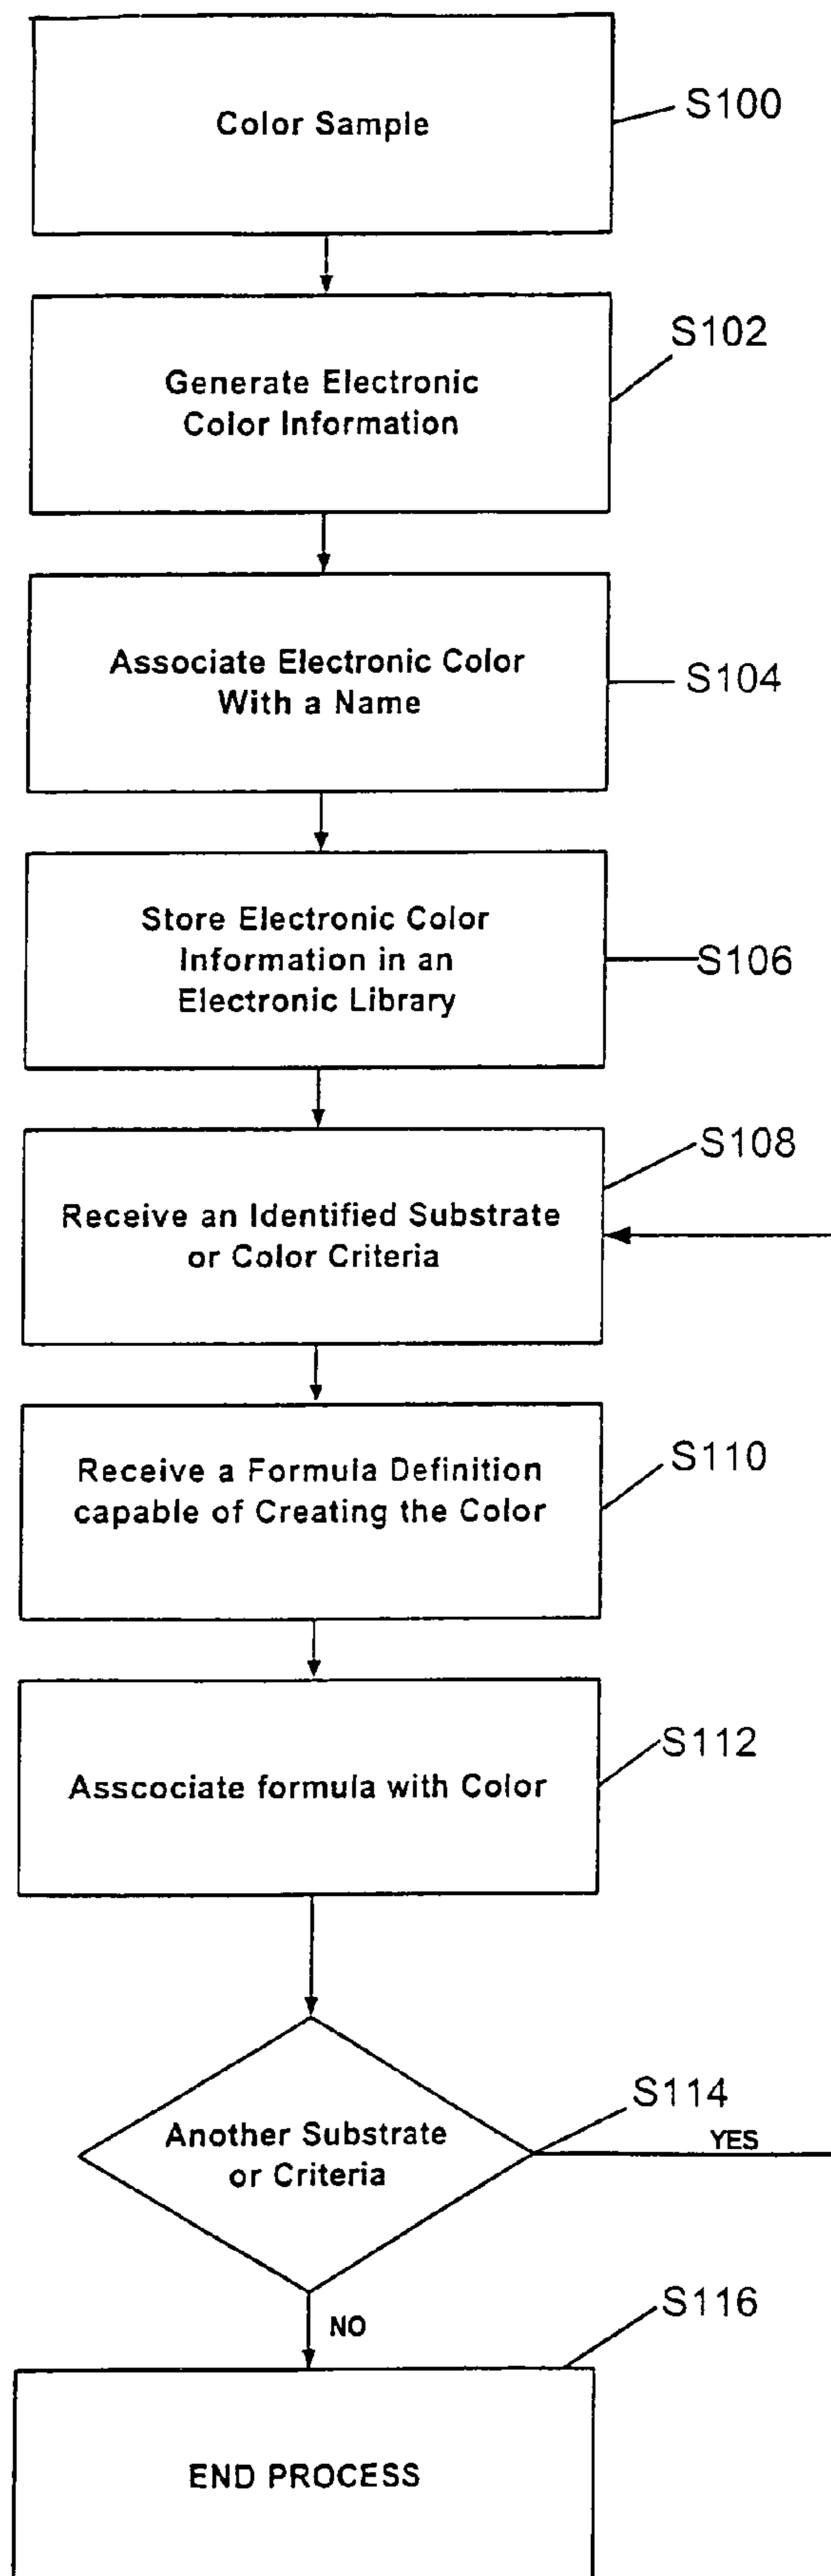 Color Sample
S100
Generate Electronic
Color Information
S102
Associate Electronic Color
With a Name
S104
Store Electronic Color
Information in an
Electronic Library
S106
Receive an Identified Substrate
or Color Criteria
S108
Receive a Formula Definition
capable of Creating the Color
S110
Asscociate formula with Color
S112
Another Substrate
or Criteria
S114
YES
NO
S116
END PROCESS